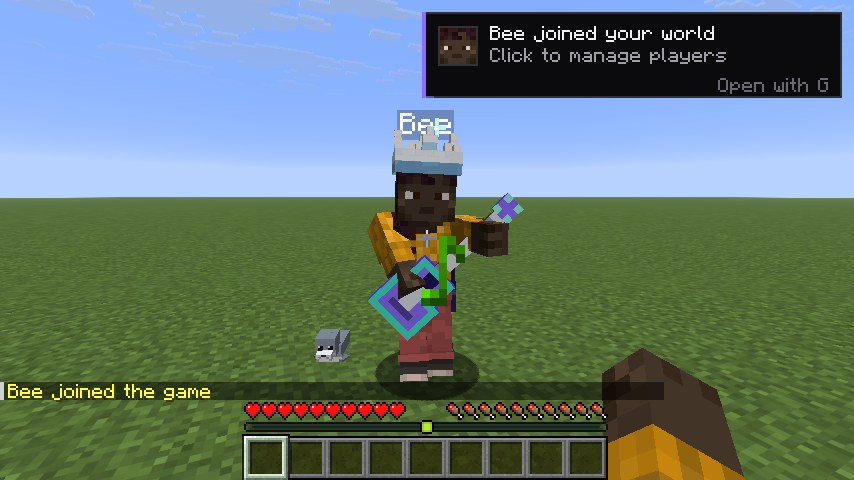 Bee joined your world
Click to manage players
Open with G
Bee
Bee joined the game